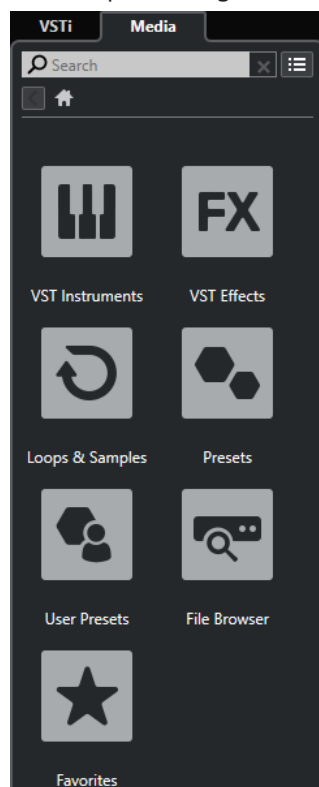 VSTi Media
Search
VST Instruments VST Effects
FX
Loops & Samples Presets
User Presets File Browser
Favorites